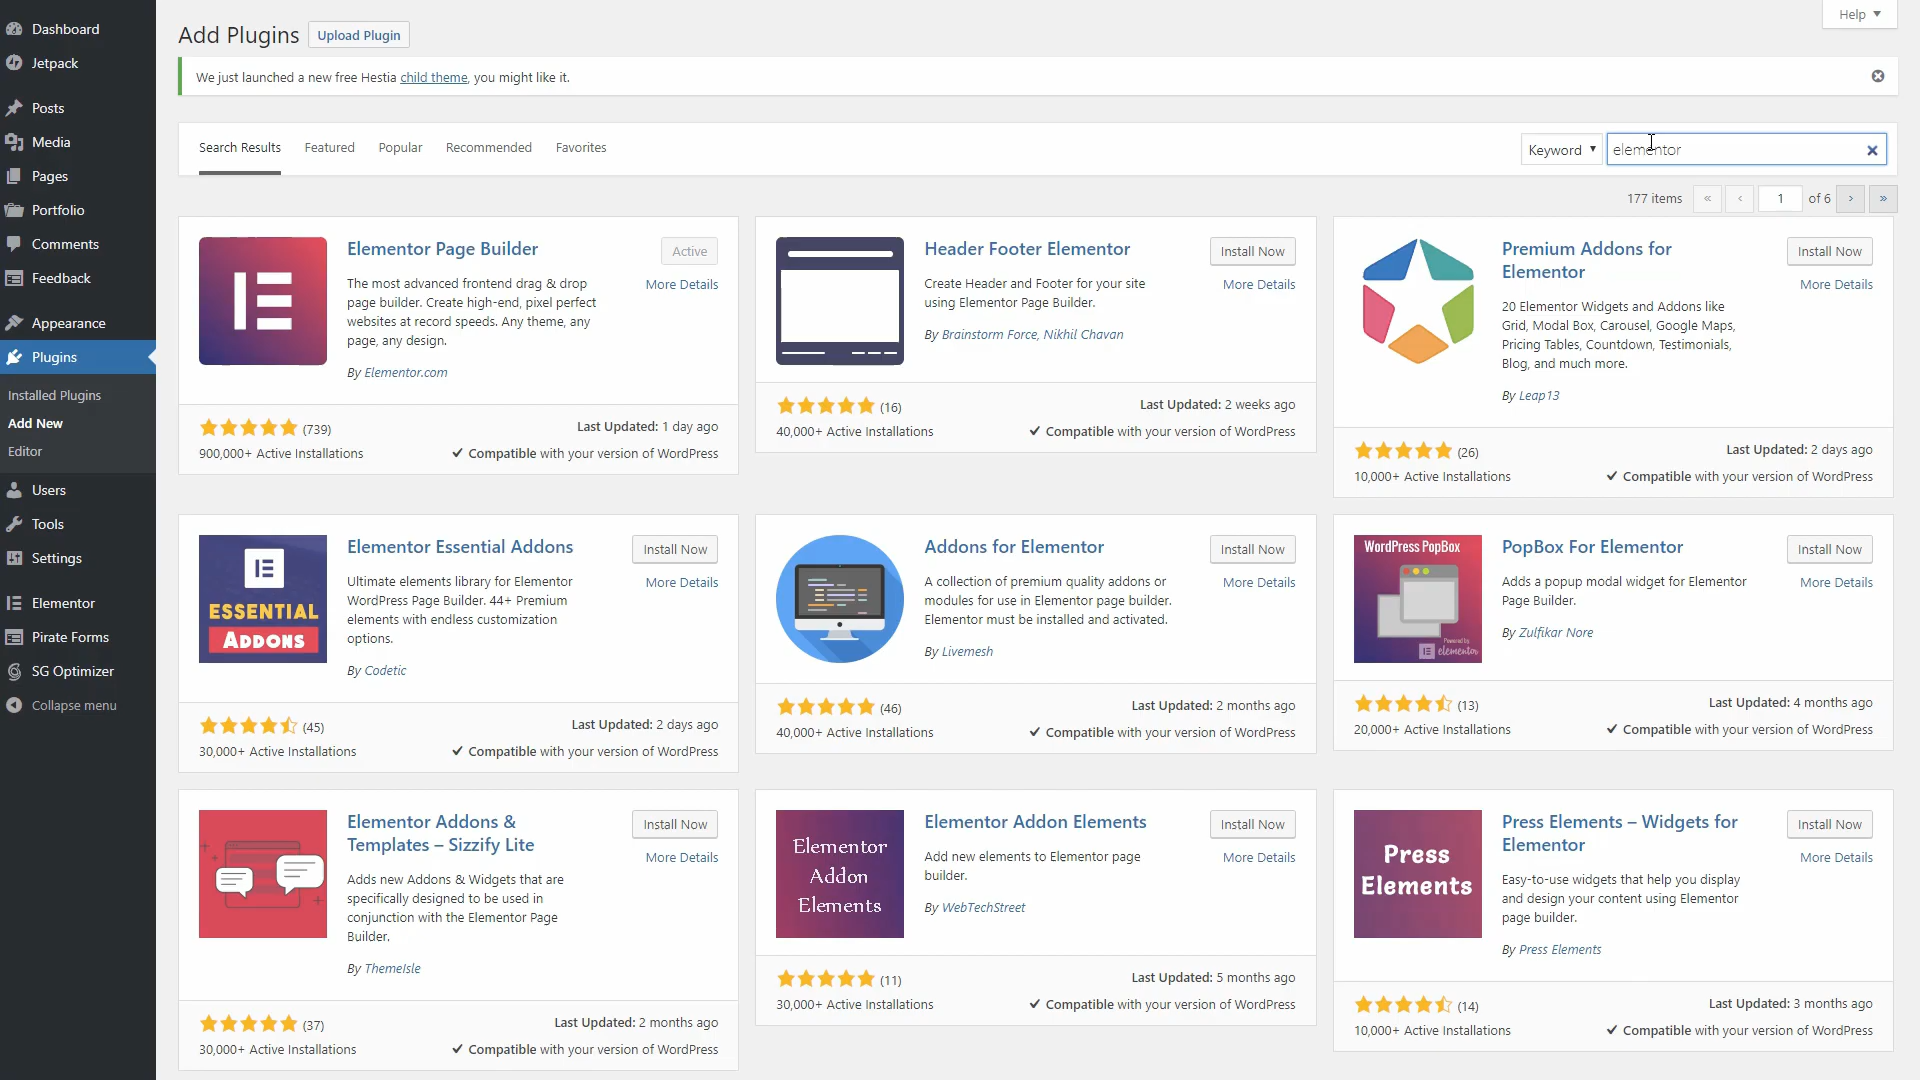 Dashboard
Jetpack
Posts
Media
Pages
Portfolio
Comments
Feedback
Appearance
Plugins
Installed Plugins
Add New
Editor
Users
Tools
Settings
Elementor
Pirate Forms
SG Optimizer
Collapse menu
Help ▼
Add Plugins Upload Plugin
We just launched a new free Hestia child theme, you might like it.
Search Results Featured Popular Recommended Favorites Keyword ▼ elementor
177 items « ‹ 1 of 6 › »
Elementor Page Builder
Active
More Details
The most advanced frontend drag & drop
page builder. Create high-end, pixel perfect
websites at record speeds. Any theme, any
page, any design.
By Elementor.com
(739)
Last Updated: 1 day ago
900,000+ Active Installations
✔ Compatible with your version of WordPress
Header Footer Elementor
Install Now
More Details
Create Header and Footer for your site
using Elementor Page Builder.
By Brainstorm Force, Nikhil Chavan
(16)
Last Updated: 2 weeks ago
40,000+ Active Installations
✔ Compatible with your version of WordPress
Premium Addons for
Elementor
Install Now
More Details
20 Elementor Widgets and Addons like
Grid, Modal Box, Carousel, Google Maps,
Pricing Tables, Countdown, Testimonials,
Blog, and much more.
By Leap13
(26)
Last Updated: 2 days ago
10,000+ Active Installations
✔ Compatible with your version of WordPress
ESSENTIAL
ADDONS
Elementor Essential Addons
Install Now
More Details
Ultimate elements library for Elementor
WordPress Page Builder. 44+ Premium
elements with endless customization
options.
By Codetic
(45)
Last Updated: 2 days ago
30,000+ Active Installations
✔ Compatible with your version of WordPress
Addons for Elementor
Install Now
More Details
A collection of premium quality addons or
modules for use in Elementor page builder.
Elementor must be installed and activated.
By Livemesh
(46)
Last Updated: 2 months ago
40,000+ Active Installations
✔ Compatible with your version of WordPress
WordPress PopBox
Powered by
elementor
PopBox For Elementor
Install Now
More Details
Adds a popup modal widget for Elementor
Page Builder.
By Zulfikar Nore
(13)
Last Updated: 4 months ago
20,000+ Active Installations
✔ Compatible with your version of WordPress
Elementor Addons &
Templates – Sizzify Lite
Install Now
More Details
Adds new Addons & Widgets that are
specifically designed to be used in
conjunction with the Elementor Page
Builder.
By ThemeIsle
(37)
Last Updated: 2 months ago
30,000+ Active Installations
✔ Compatible with your version of WordPress
Elementor
Addon
Elements
Elementor Addon Elements
Install Now
More Details
Add new elements to Elementor page
builder.
By WebTechStreet
(11)
Last Updated: 5 months ago
30,000+ Active Installations
✔ Compatible with your version of WordPress
Press
Elements
Press Elements – Widgets for
Elementor
Install Now
More Details
Easy-to-use widgets that help you display
and design your content using Elementor
page builder.
By Press Elements
(14)
Last Updated: 3 months ago
10,000+ Active Installations
✔ Compatible with your version of WordPress